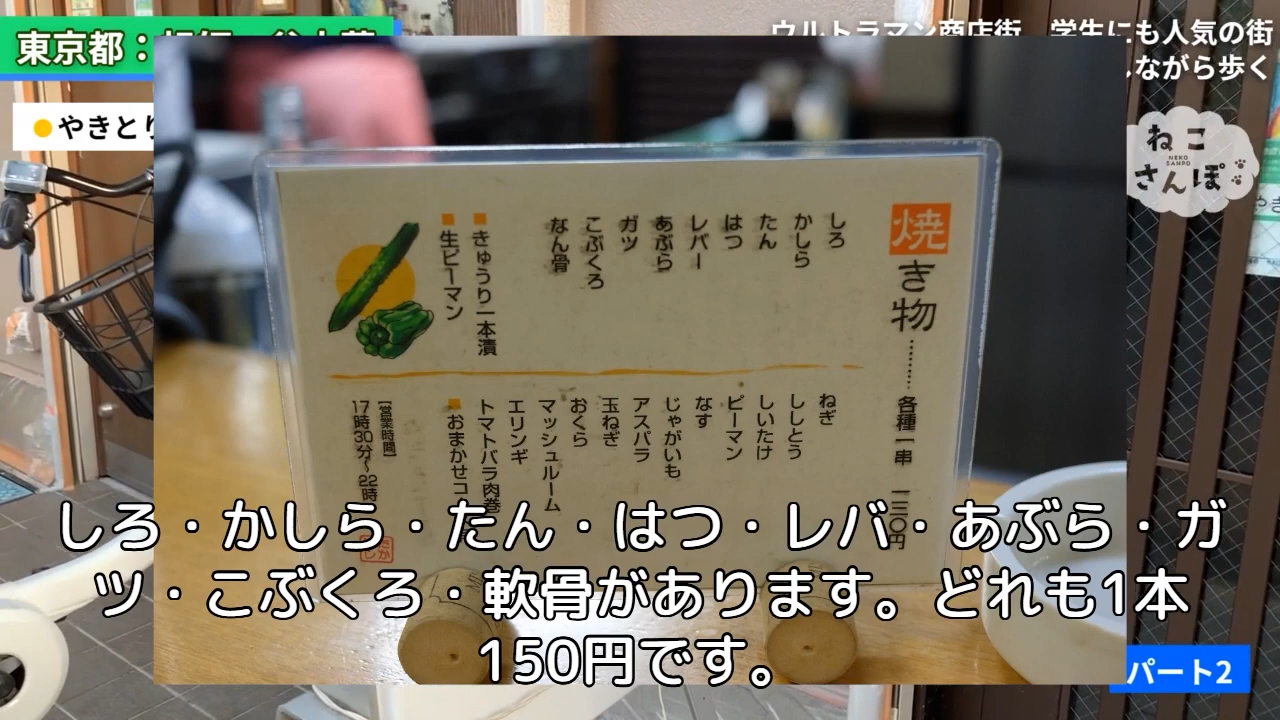 東京都：
ウルトラマン商店街　学生にも人気の街
ながら歩く
●やきとり
ねこ
NEKO
SANPO
さんぽ
焼き物………各種一串
しろ
かしら
たん
はつ
レバー
あぶら
ガツ
こぶくろ
なん骨
■きゅうり一本漬
■生ピーマン
ねぎ
ししとう
しいたけ
ピーマン
なす
じゃがいも
アスパラ
玉ねぎ
おくら
マッシュルーム
エリンギ
トマトバラ肉巻
■おまかせコ
[営業時間]
17時30分～22時
しろ・かしら・たん・はつ・レバ・あぶら・ガ
ツ・こぶくろ・軟骨があります。どれも1本
150円です。
パート2